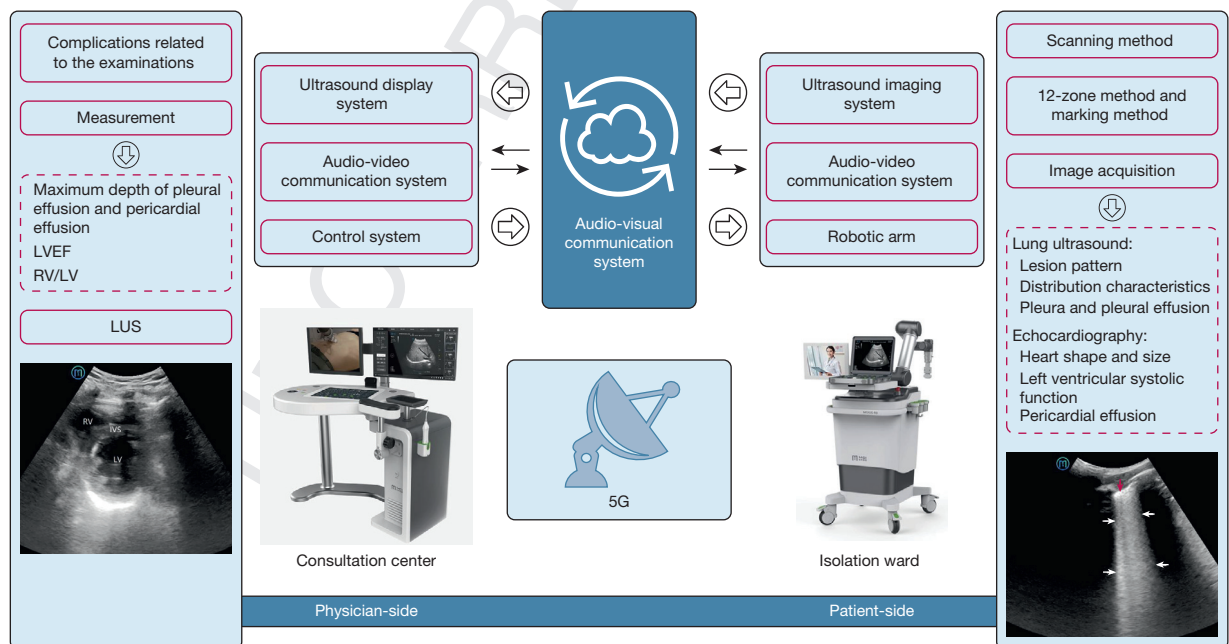 Complications related
to the examinations
Measurement
Maximum depth of pleural
effusion and pericardial
effusion
LVEF
RV/LV
LUS
RV
IVS
LV
Ultrasound display
system
Audio-video
communication system
Control system
Audio-visual
communication
system
Ultrasound imaging
system
Audio-video
communication system
Robotic arm
Consultation center
5G
Isolation ward
Physician-side
Patient-side
Scanning method
12-zone method and
marking method
Image acquisition
Lung ultrasound:
Lesion pattern
Distribution characteristics
Pleura and pleural effusion
Echocardiography:
Heart shape and size
Left ventricular systolic
function
Pericardial effusion